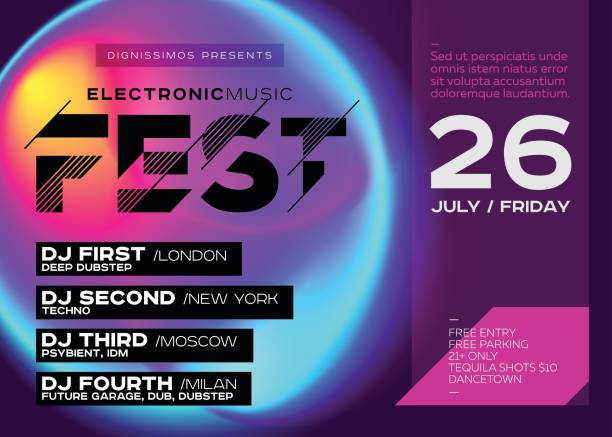 DIGNISSIMOS PRESENTS
ELECTRONICMUSIC
FEST
DJ FIRST /LONDON
DEEP DUBSTEP
DJ SECOND /NEW YORK
TECHNO
DJ THIRD /MOSCOW
PSYBIENT, IDM
DJ FOURTH /MILAN
FUTURE GARAGE, DUB, DUBSTEP
Sed ut perspiciatis unde
omnis istem niatus error
sit volupta accusantium
doloremque laudantium.
26
JULY / FRIDAY
FREE ENTRY
FREE PARKING
21+ ONLY
TEQUILA SHOTS $10
DANCETOWN